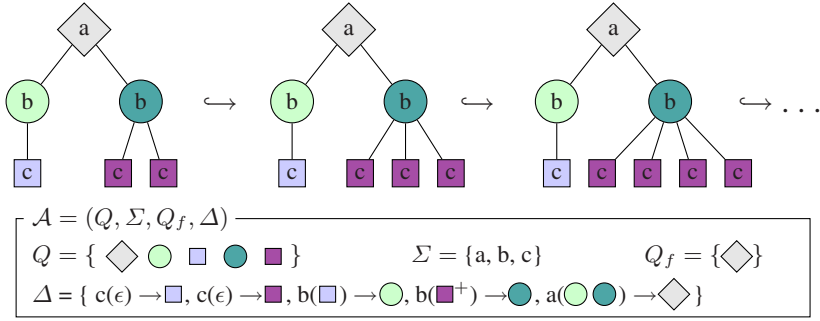 a a a
b b ↪ b b ↪ b b ↪ . . .
c c c c c c c c c c c c
𝒜 = (Q, Σ, Q_f, Δ)
Q = { ◇ ○ □ ○ □ } Σ = {a, b, c} Q_f = {◇}
Δ = { c(ϵ) →□, c(ϵ) →■, b(□) →○, b(■⁺) →●, a(○ ●) →◇ }